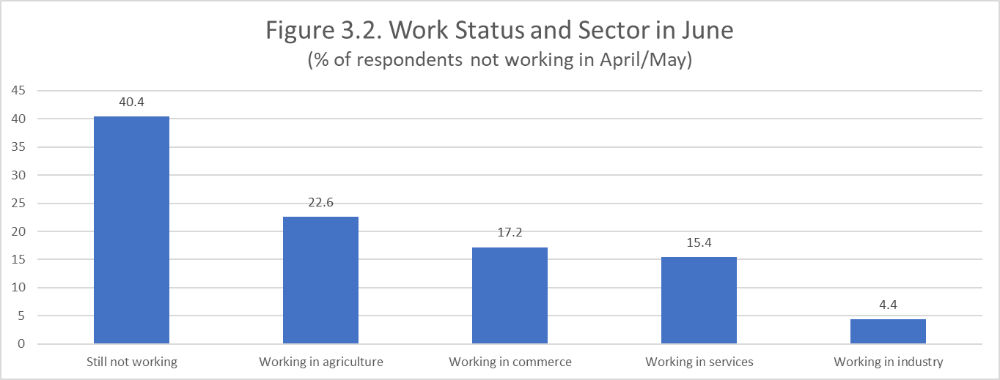 Figure 3.2. Work Status and Sector in June
(% of respondents not working in April/May)
45
40
35
30
25
20
15
10
5
0
40.4
22.6
17.2
15.4
4.4
Still not working
Working in agriculture
Working in commerce
Working in services
Working in industry